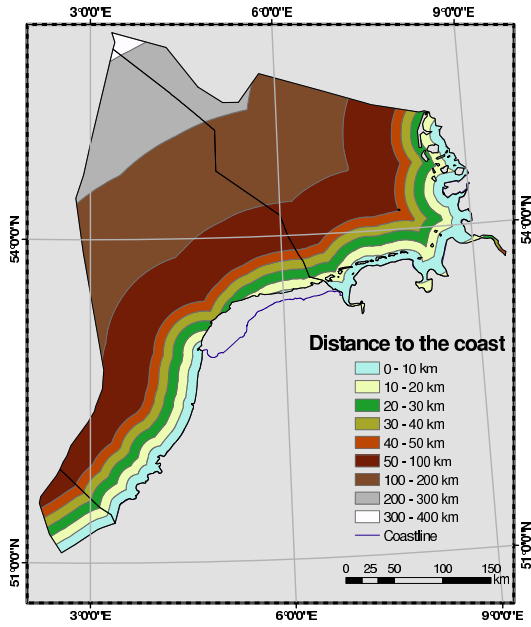 3°0'0"E 6°0'0"E 9°0'0"E
54°0'0"N
54°0'0"N
Distance to the coast
0 - 10 km
10 - 20 km
20 - 30 km
30 - 40 km
40 - 50 km
50 - 100 km
100 - 200 km
200 - 300 km
300 - 400 km
Coastline
0 25 50 100 150
km
51°0'0"N
51°0'0"N
3°0'0"E 6°0'0"E 9°0'0"E